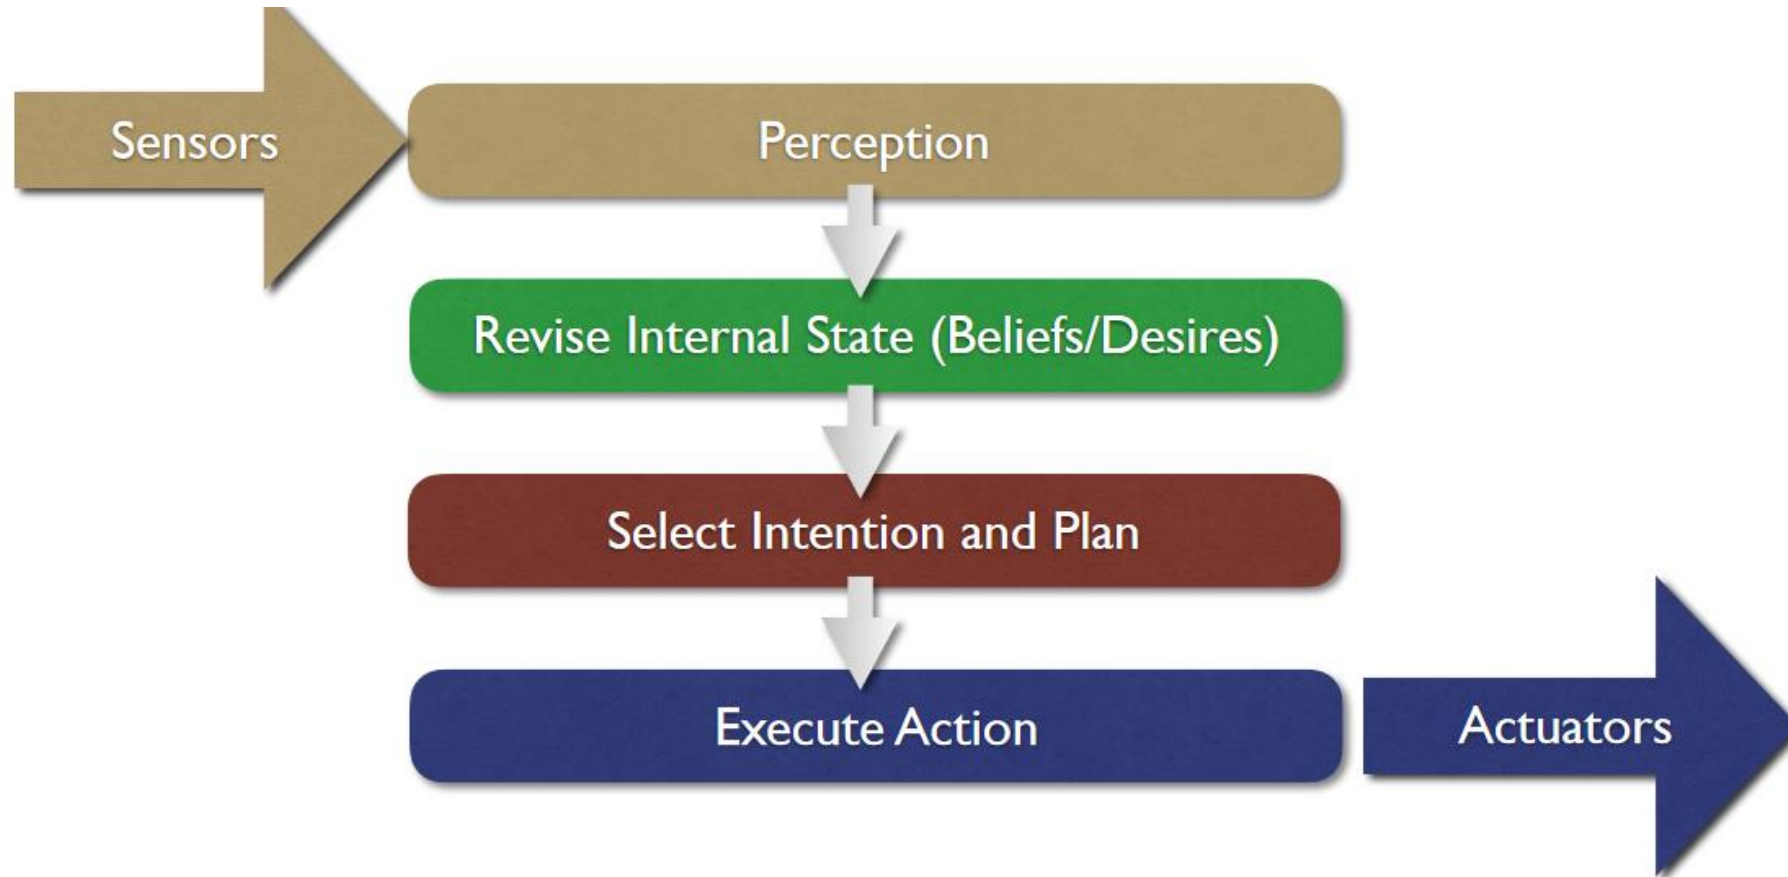 Sensors
Perception
Revise Internal State (Beliefs/Desires)
Select Intention and Plan
Execute Action
Actuators